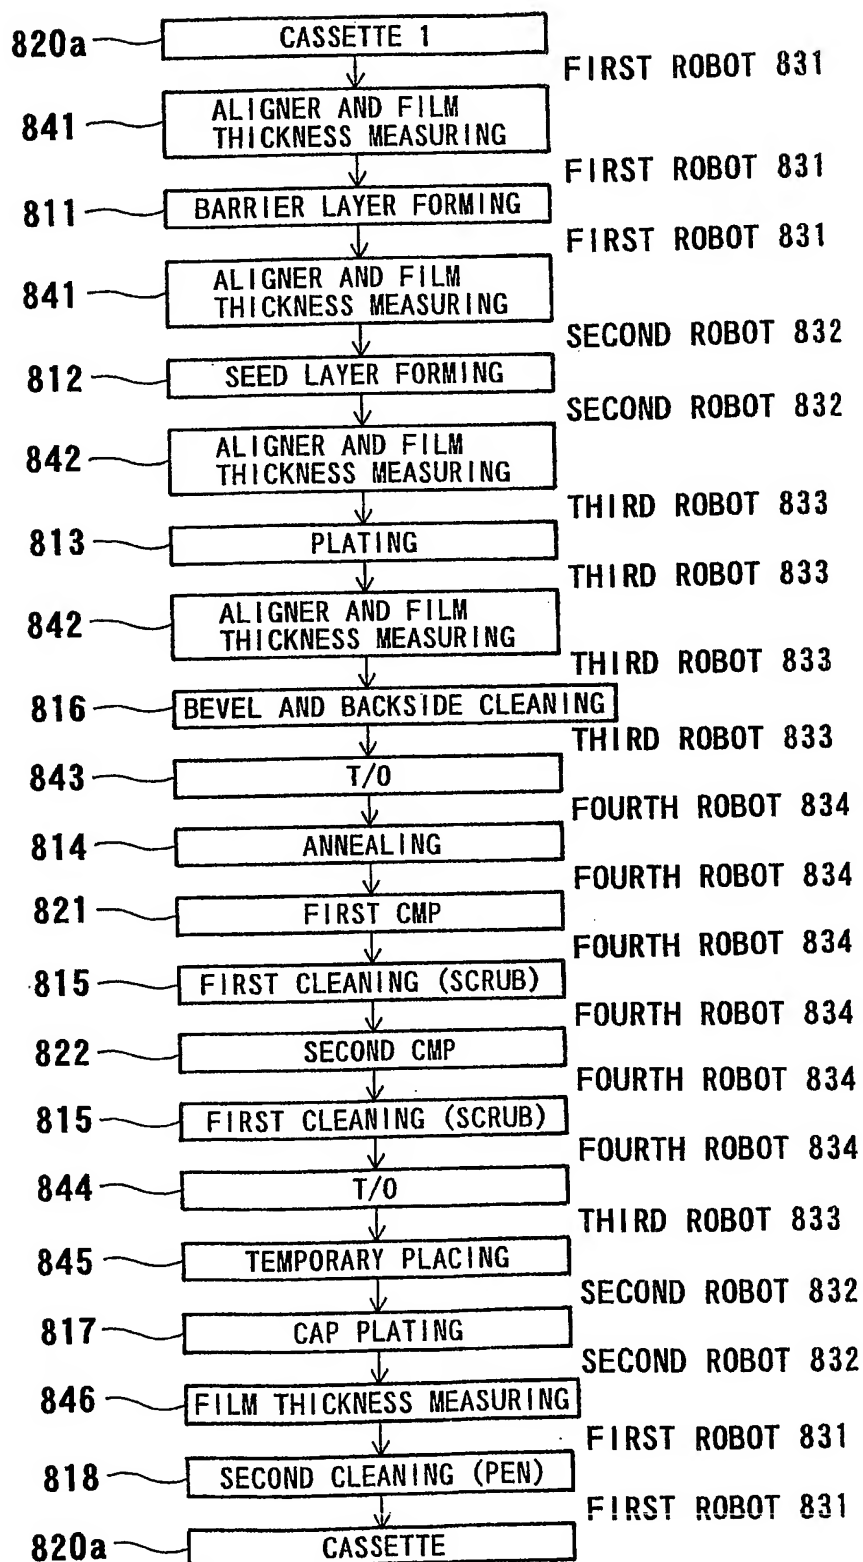 820a CASSETTE 1
FIRST ROBOT 831
841 ALIGNER AND FILM
THICKNESS MEASURING
FIRST ROBOT 831
811 BARRIER LAYER FORMING
FIRST ROBOT 831
841 ALIGNER AND FILM
THICKNESS MEASURING
SECOND ROBOT 832
812 SEED LAYER FORMING
SECOND ROBOT 832
842 ALIGNER AND FILM
THICKNESS MEASURING
THIRD ROBOT 833
813 PLATING
THIRD ROBOT 833
842 ALIGNER AND FILM
THICKNESS MEASURING
THIRD ROBOT 833
816 BEVEL AND BACKSIDE CLEANING
THIRD ROBOT 833
843 T/O
FOURTH ROBOT 834
814 ANNEALING
FOURTH ROBOT 834
821 FIRST CMP
FOURTH ROBOT 834
815 FIRST CLEANING (SCRUB)
FOURTH ROBOT 834
822 SECOND CMP
FOURTH ROBOT 834
815 FIRST CLEANING (SCRUB)
FOURTH ROBOT 834
844 T/O
THIRD ROBOT 833
845 TEMPORARY PLACING
SECOND ROBOT 832
817 CAP PLATING
SECOND ROBOT 832
846 FILM THICKNESS MEASURING
FIRST ROBOT 831
818 SECOND CLEANING (PEN)
FIRST ROBOT 831
820a CASSETTE